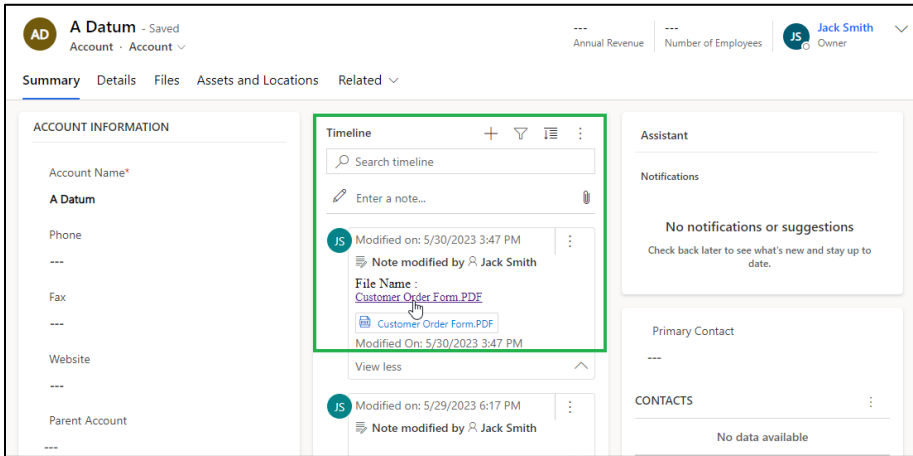 AD
A Datum - Saved
Account · Account
---
Annual Revenue
---
Number of Employees
JS
Jack Smith
Owner
Summary Details Files Assets and Locations Related
ACCOUNT INFORMATION
Account Name*
A Datum
Phone
---
Fax
---
Website
---
Parent Account
---
Timeline
Search timeline
Enter a note...
JS
Modified on: 5/30/2023 3:47 PM
Note modified by Jack Smith
File Name :
Customer Order Form.PDF
Customer Order Form.PDF
Modified On: 5/30/2023 3:47 PM
View less
JS
Modified on: 5/29/2023 6:17 PM
Note modified by Jack Smith
Assistant
Notifications
No notifications or suggestions
Check back later to see what's new and stay up to
date.
Primary Contact
---
CONTACTS
No data available